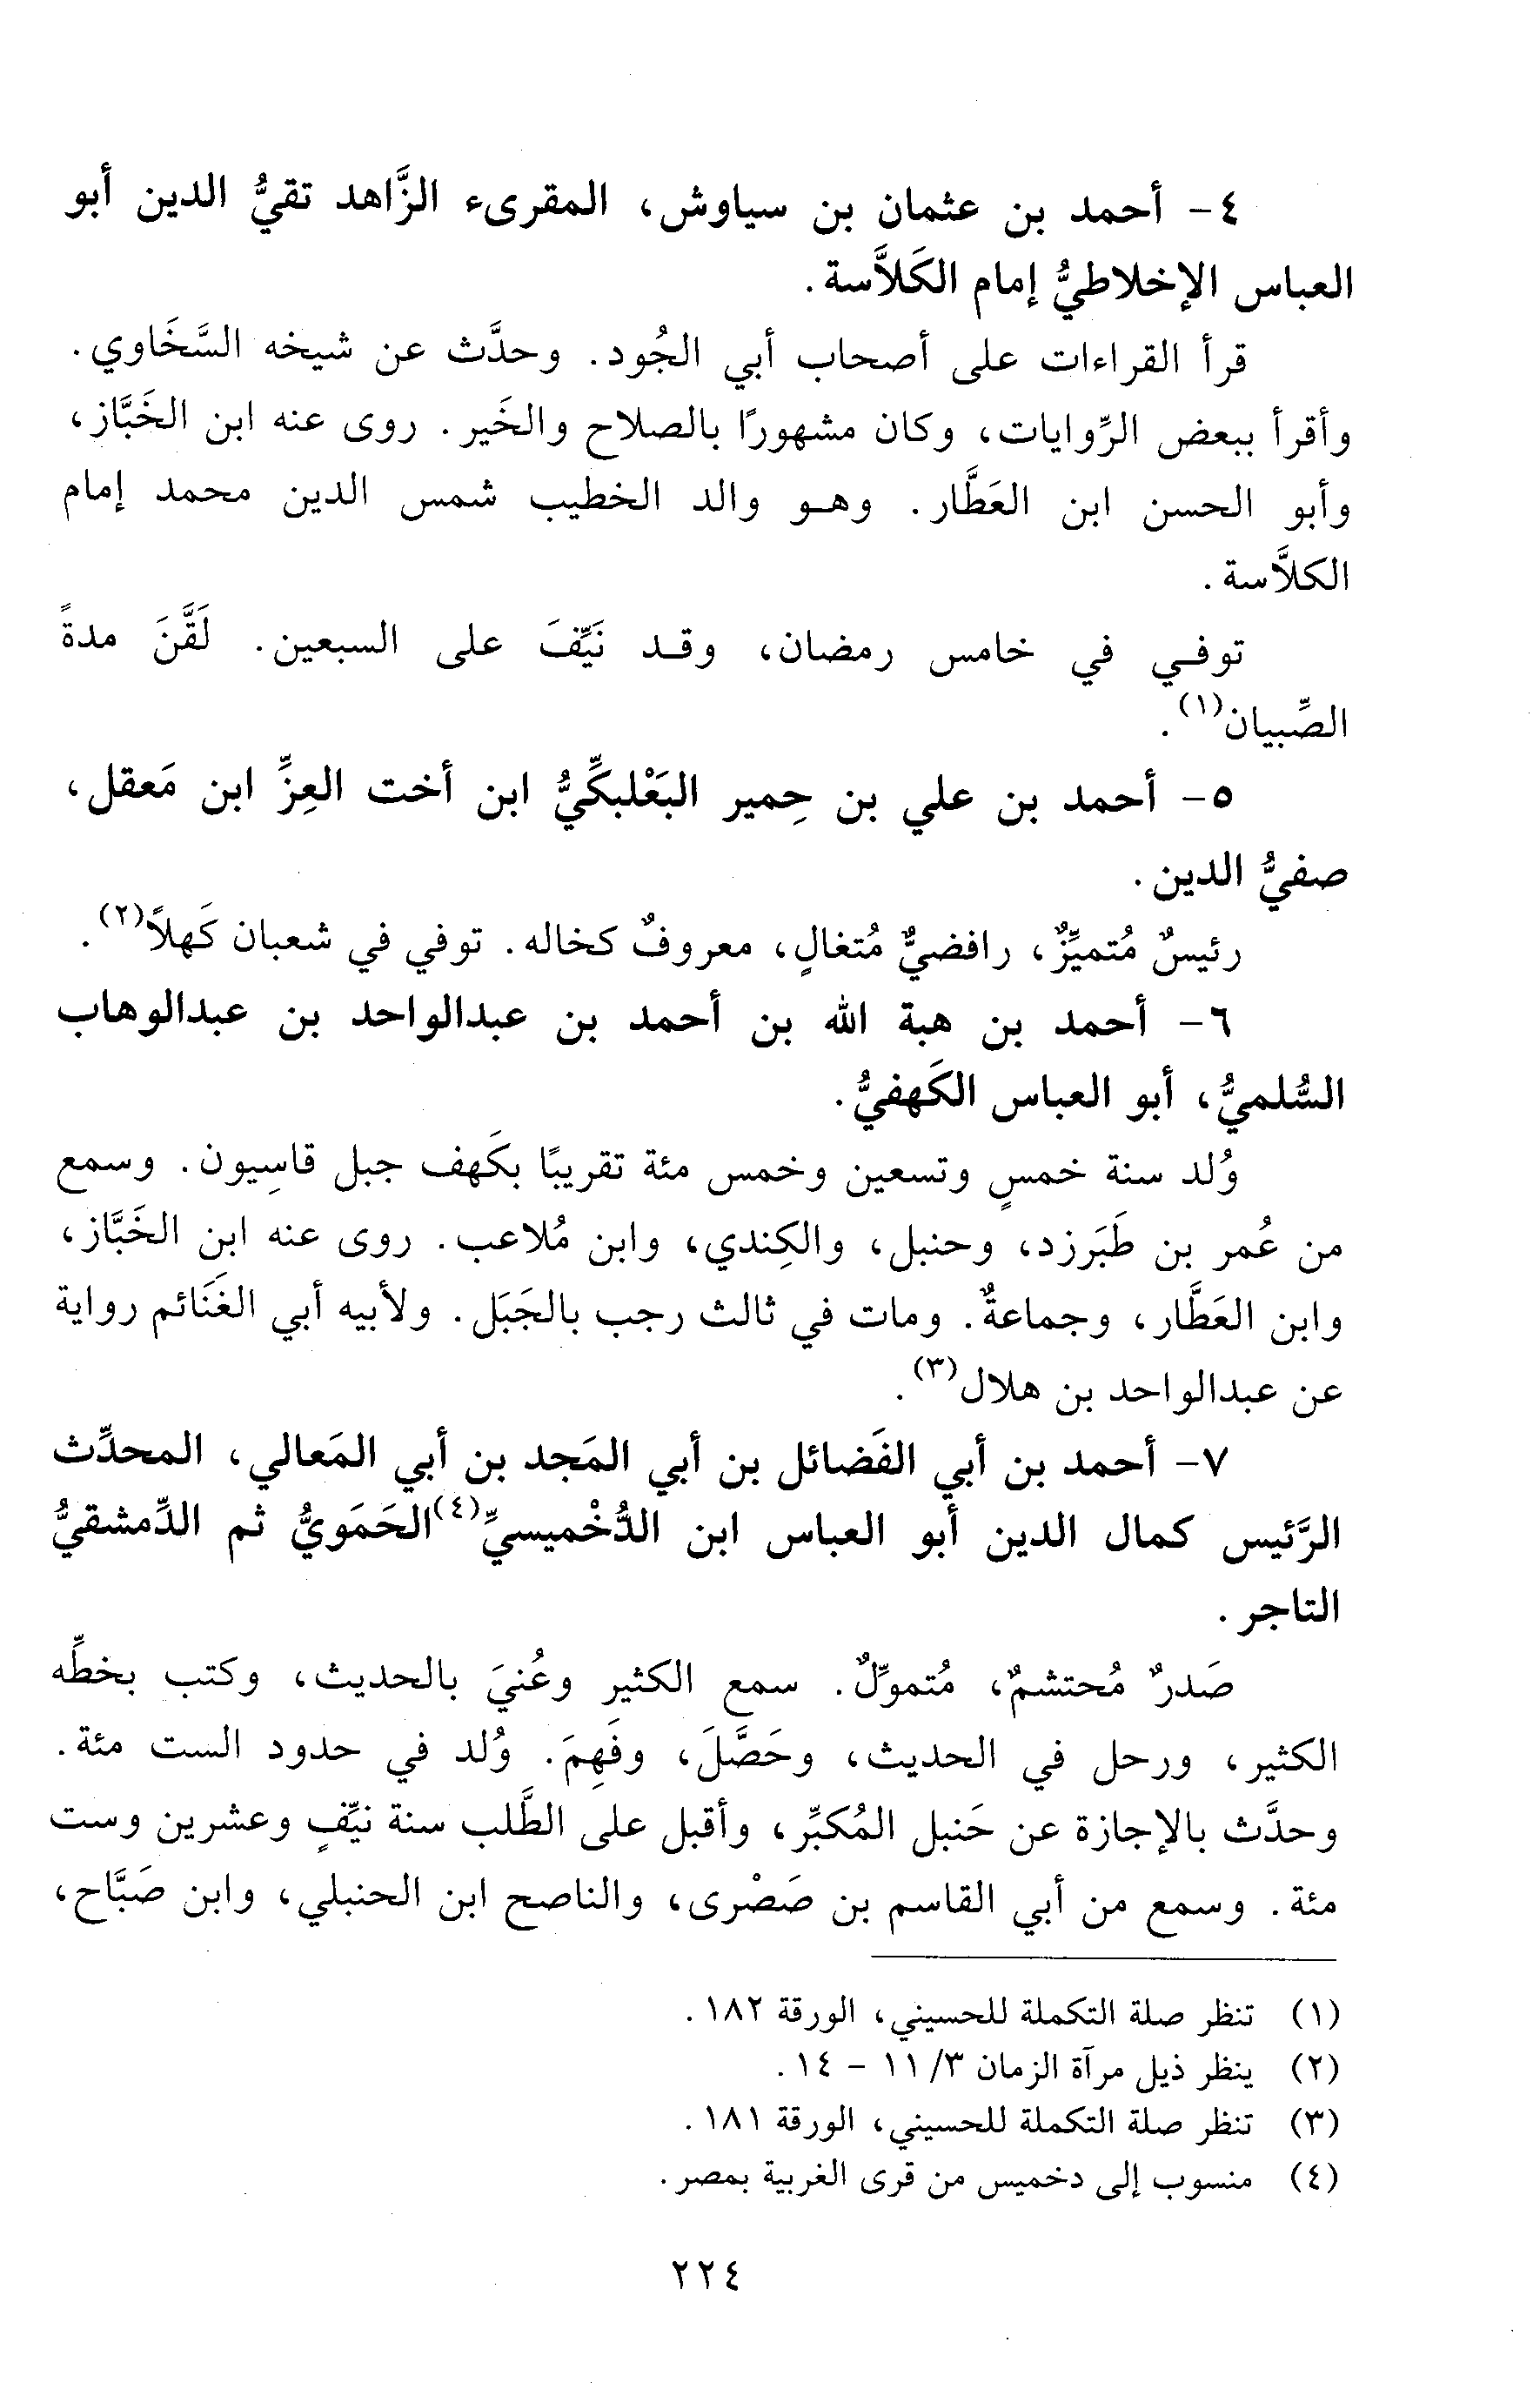 ٤- أحمد بن عثمان بن سياوش، المقرىء الزَّاهد تقيُّ الدين أبو
العباس الإخلاطيُّ إمام الكَلاَّسة.
قرأ القراءات على أصحاب أبي الجُود. وحدَّث عن شيخه السَّخَاوي.
وأقرأ ببعض الرِّوايات، وكان مشهورًا بالصلاح والخَير. روى عنه ابن الخَبَّاز،
وأبو الحسن ابن العَطَّار. وهو والد الخطيب شمس الدين محمد إمام
الكلاَّسة.
توفي في خامس رمضان، وقد نَيِّفَ على السبعين. لَقَّنَ مدةً
الصِّبيان(١).
٥- أحمد بن علي بن حِمير البَعْلبكِّيُّ ابن أخت العِزِّ ابن مَعقل،
صفيُّ الدين.
رئيسٌ مُتميِّزٌ، رافضيٌّ مُتغالٍ، معروفٌ كخاله. توفي في شعبان كَهلاً(٢).
٦- أحمد بن هبة الله بن أحمد بن عبدالواحد بن عبدالوهاب
السُّلميُّ، أبو العباس الكَهفيُّ.
وُلد سنة خمسٍ وتسعين وخمس مئة تقريبًا بكَهف جبل قاسِيون. وسمع
من عُمر بن طَبَرزد، وحنبل، والكِندي، وابن مُلاعب. روى عنه ابن الخَبَّاز،
وابن العَطَّار، وجماعةٌ. ومات في ثالث رجب بالجَبَل. ولأبيه أبي الغَنَائم رواية
عن عبدالواحد بن هلال(٣).
٧- أحمد بن أبي الفَضائل بن أبي المَجد بن أبي المَعالي، المحدِّث
الرَّئيس كمال الدين أبو العباس ابن الدُّخْميسيِّ(٤) الحَمَويُّ ثم الدِّمشقيُّ
التاجر.
صَدرٌ مُحتشمٌ، مُتموِّلٌ. سمع الكثير وعُنيَ بالحديث، وكتب بخطِّه
الكثير، ورحل في الحديث، وحَصَّلَ، وفَهِمَ. وُلد في حدود الست مئة.
وحدَّث بالإجازة عن حَنبل المُكبِّر، وأقبل على الطَّلب سنة نيِّفٍ وعشرين وست
مئة. وسمع من أبي القاسم بن صَصْرى، والناصح ابن الحنبلي، وابن صَبَّاح،
(١) تنظر صلة التكملة للحسيني، الورقة ١٨٢.
(٢) ينظر ذيل مرآة الزمان ٣/ ١١ - ١٤.
(٣) تنظر صلة التكملة للحسيني، الورقة ١٨١.
(٤) منسوب إلى دخميس من قرى الغربية بمصر.
٢٢٤